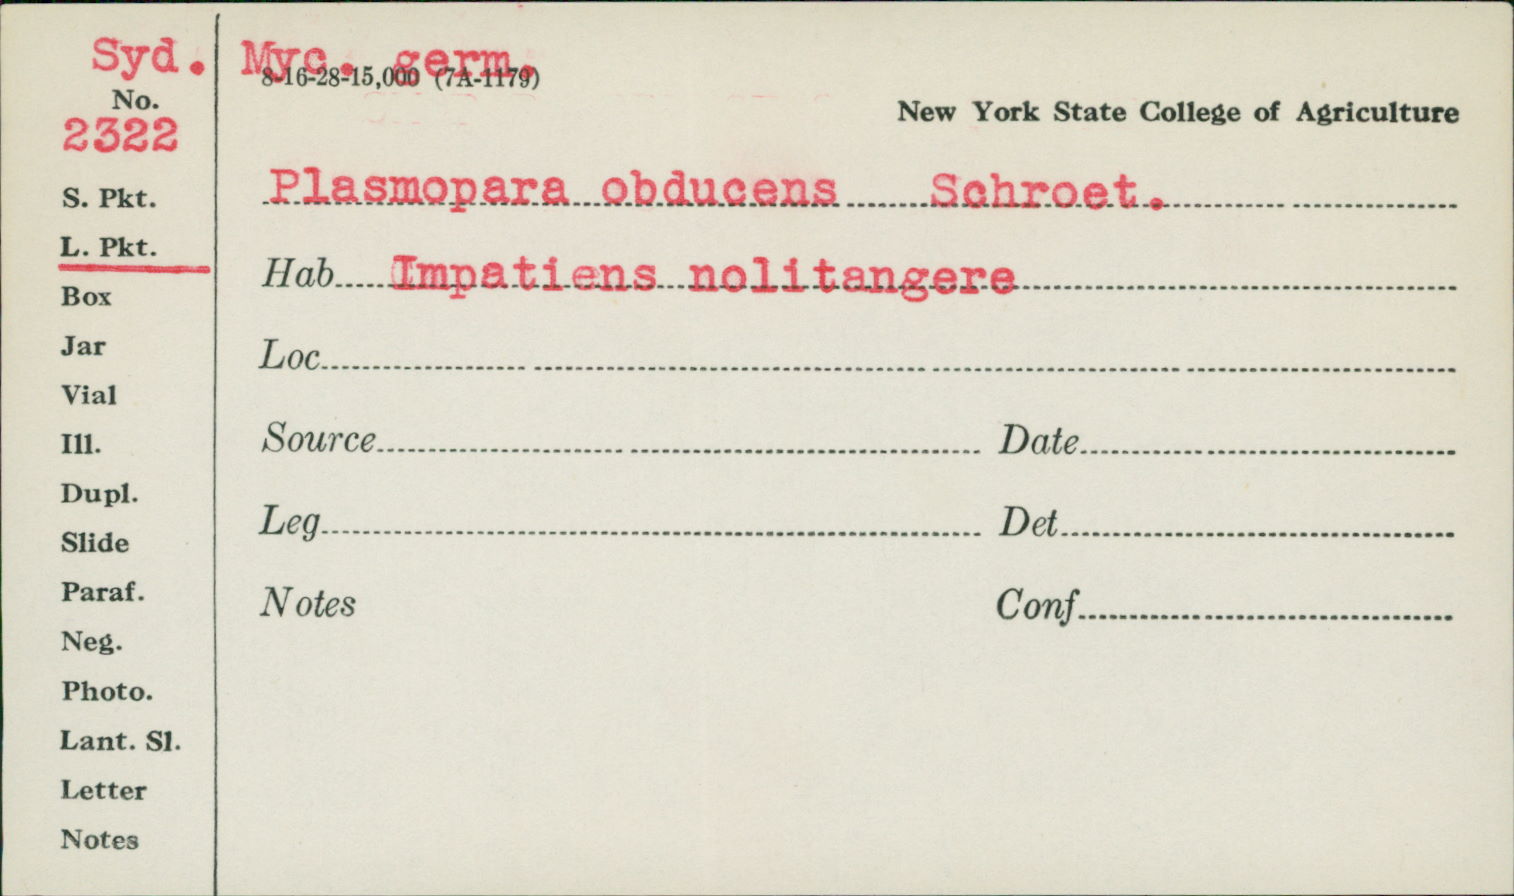 Syd. Myc. germ.
8-16-28-15,000 (7A-1179)
No.
2322
New York State College of Agriculture
S. Pkt.
Plasmopara obducens Schroet.
L. Pkt.
Hab. Impatiens nolitangere
Box
Jar
Loc.
Vial
Ill.
Source Date
Dupl.
Slide
Leg. Det.
Paraf.
Notes Conf.
Neg.
Photo.
Lant. Sl.
Letter
Notes